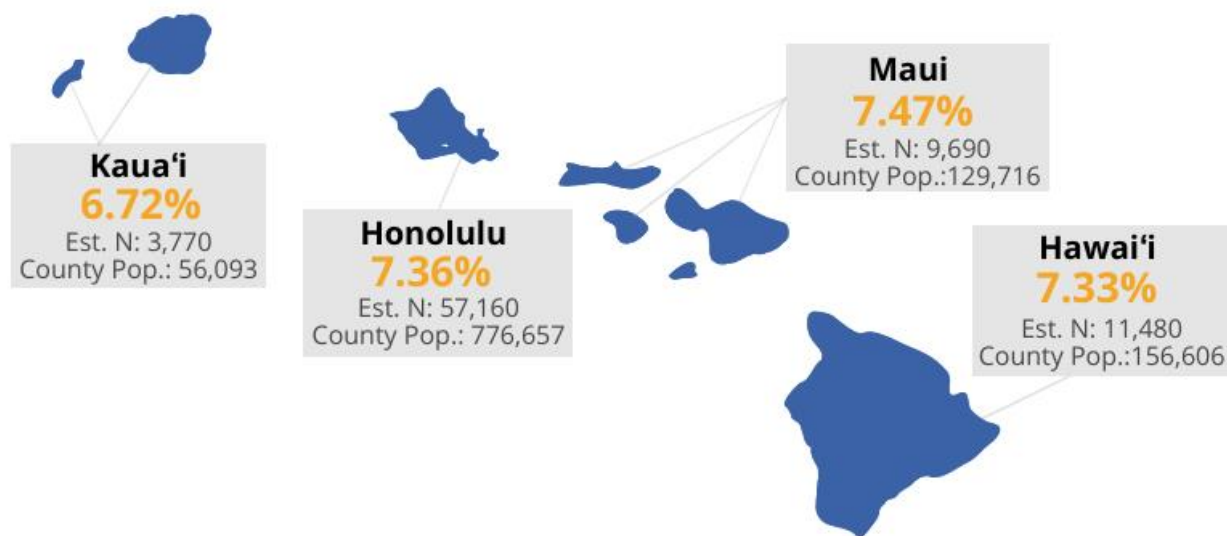 Kauaʻi
6.72%
Est. N: 3,770
County Pop.: 56,093
Honolulu
7.36%
Est. N: 57,160
County Pop.: 776,657
Maui
7.47%
Est. N: 9,690
County Pop.:129,716
Hawaiʻi
7.33%
Est. N: 11,480
County Pop.:156,606